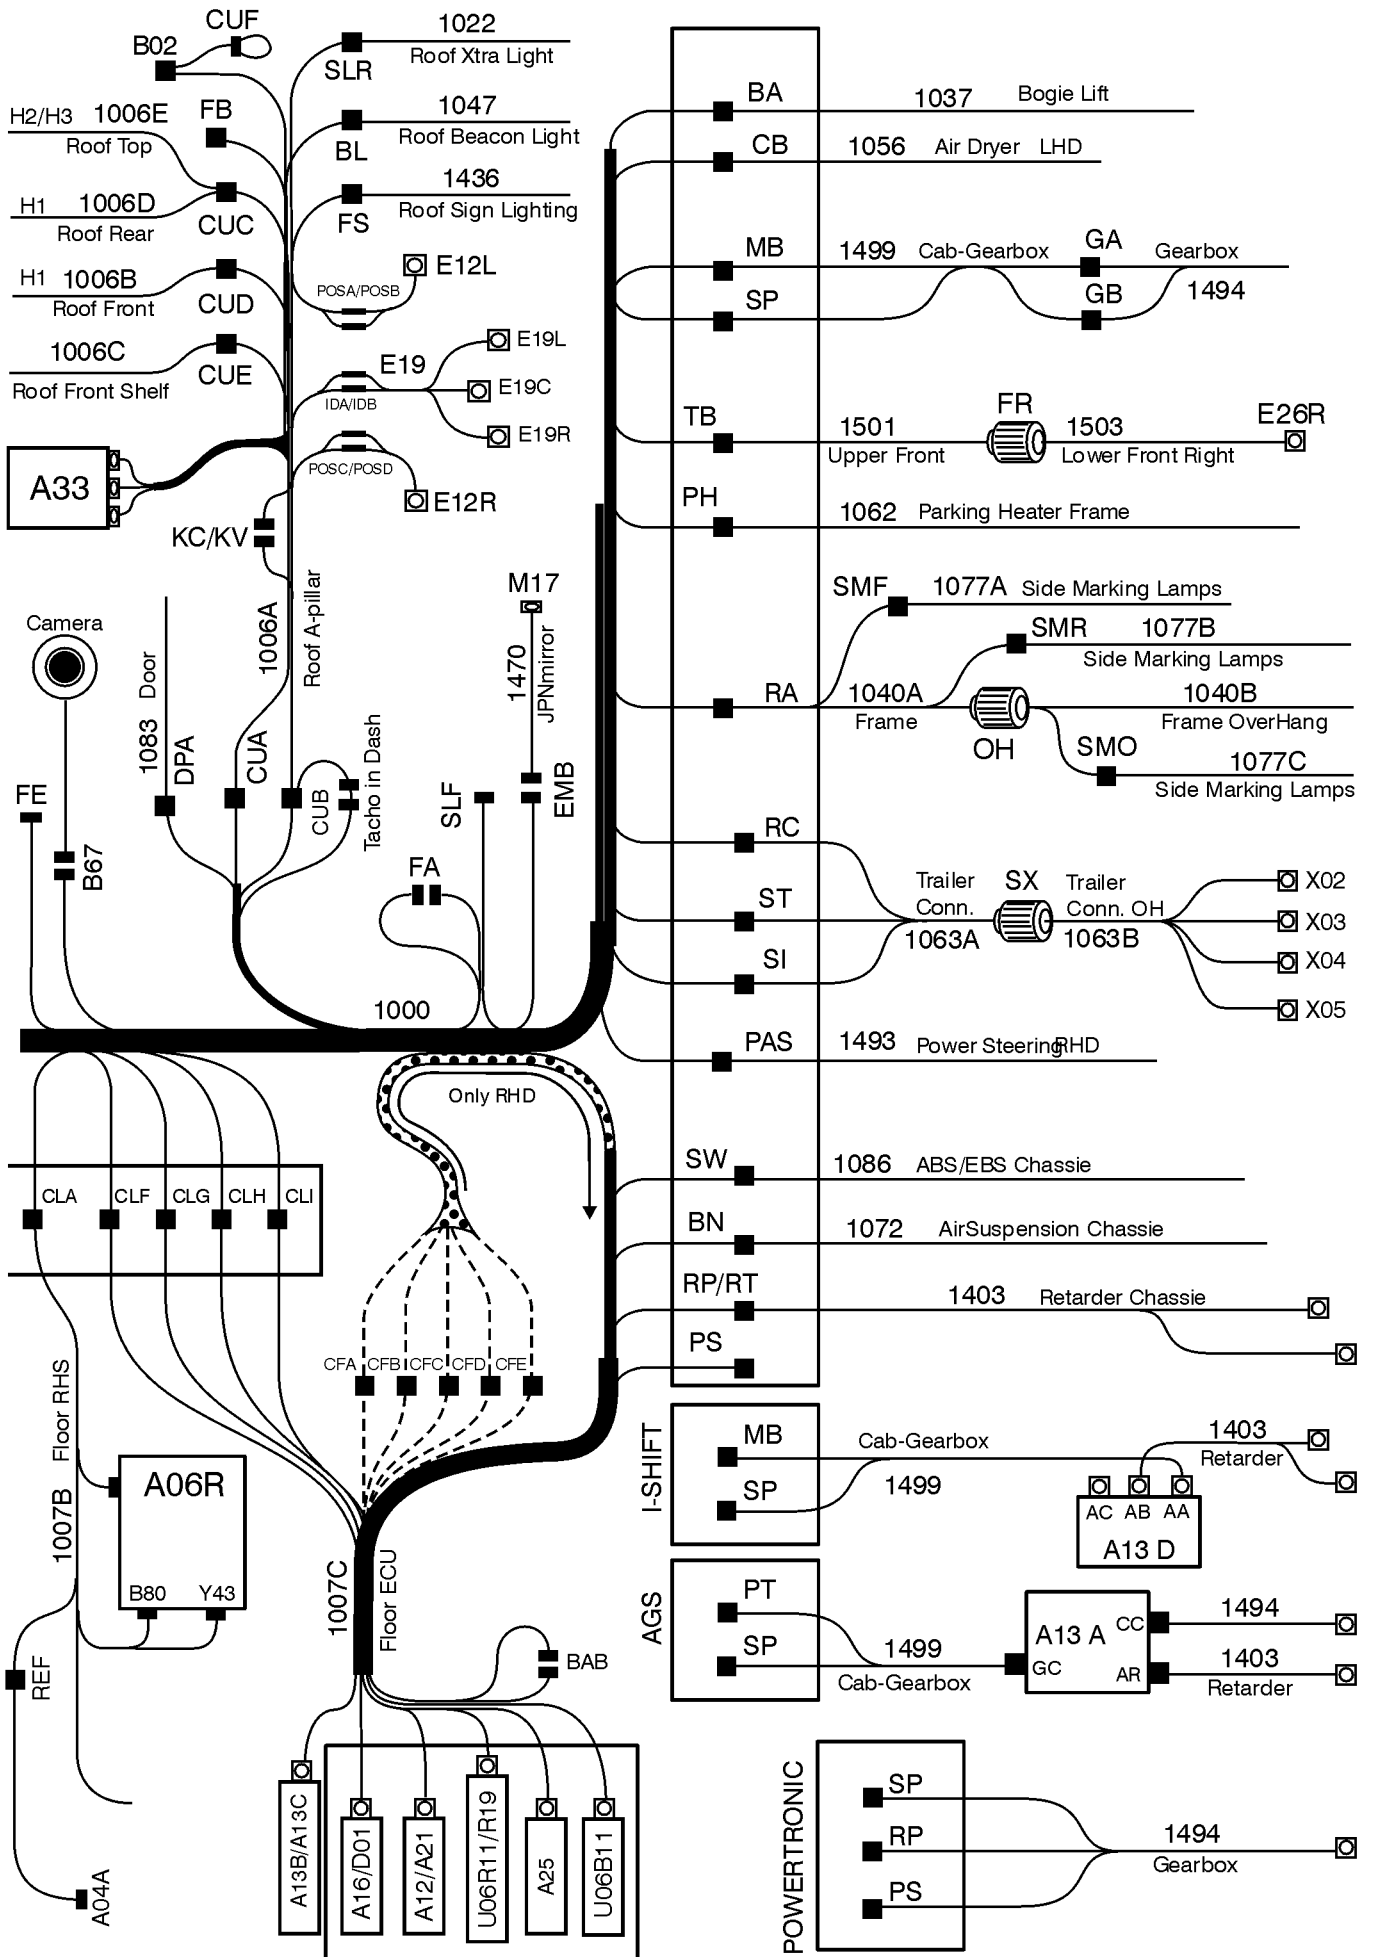 CUF
B02
1022
Roof Xtra Light
SLR
H2/H3 1006E
Roof Top
FB
1047
Roof Beacon Light
BL
H1 1006D
Roof Rear
CUC
1436
Roof Sign Lighting
FS
H1 1006B
Roof Front
CUD
POSA/POSB
E12L
1006C
Roof Front Shelf
CUE
E19
IDA/IDB
E19L
E19C
E19R
POSC/POSD
E12R
A33
KC/KV
1006A
Roof A-pillar
Camera
1083 Door
DPA
CUA
CUB
Tacho in Dash
FE
B67
FA
SLF
M17
1470
JPNmirror
EMB
1000
Only RHD
BA
1037
Bogie Lift
CB
1056
Air Dryer LHD
MB
1499
Cab-Gearbox
GA
Gearbox
SP
GB
1494
TB
1501
Upper Front
FR
1503
Lower Front Right
E26R
PH
1062
Parking Heater Frame
SMF
1077A
Side Marking Lamps
SMR
1077B
Side Marking Lamps
RA
1040A
Frame
OH
1040B
Frame OverHang
SMO
1077C
Side Marking Lamps
RC
ST
SI
Trailer
Conn.
1063A
SX
Trailer
Conn. OH
1063B
X02
X03
X04
X05
PAS
1493
Power SteeringRHD
SW
1086
ABS/EBS Chassie
BN
1072
AirSuspension Chassie
RP/RT
1403
Retarder Chassie
PS
CLA
CLF
CLG
CLH
CLI
CFA
CFB
CFC
CFD
CFE
1007B
Floor RHS
A06R
B80
Y43
REF
A04A
1007C
Floor ECU
BAB
A13B/A13C
A16/D01
A12/A21
U06R11/R19
A25
U06B11
I-SHIFT
MB
SP
Cab-Gearbox
1499
1403
Retarder
AC AB AA
A13 D
AGS
PT
SP
1499
Cab-Gearbox
A13 A
CC
GC
AR
1494
1403
Retarder
POWERTRONIC
SP
RP
PS
1494
Gearbox